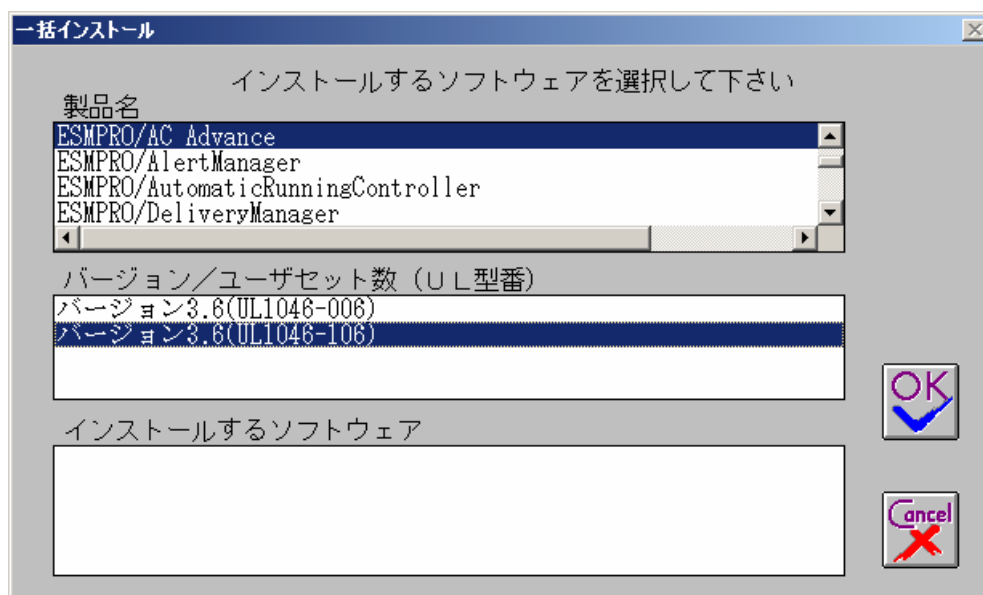 一括インストール
インストールするソフトウェアを選択して下さい
製品名
ESMPRO/AC Advance
ESMPRO/AlertManager
ESMPRO/AutomaticRunningController
ESMPRO/DeliveryManager
バージョン／ユーザセット数（ＵＬ型番）
バージョン3.6(UL1046-006)
バージョン3.6(UL1046-106)
OK
インストールするソフトウェア
Cancel